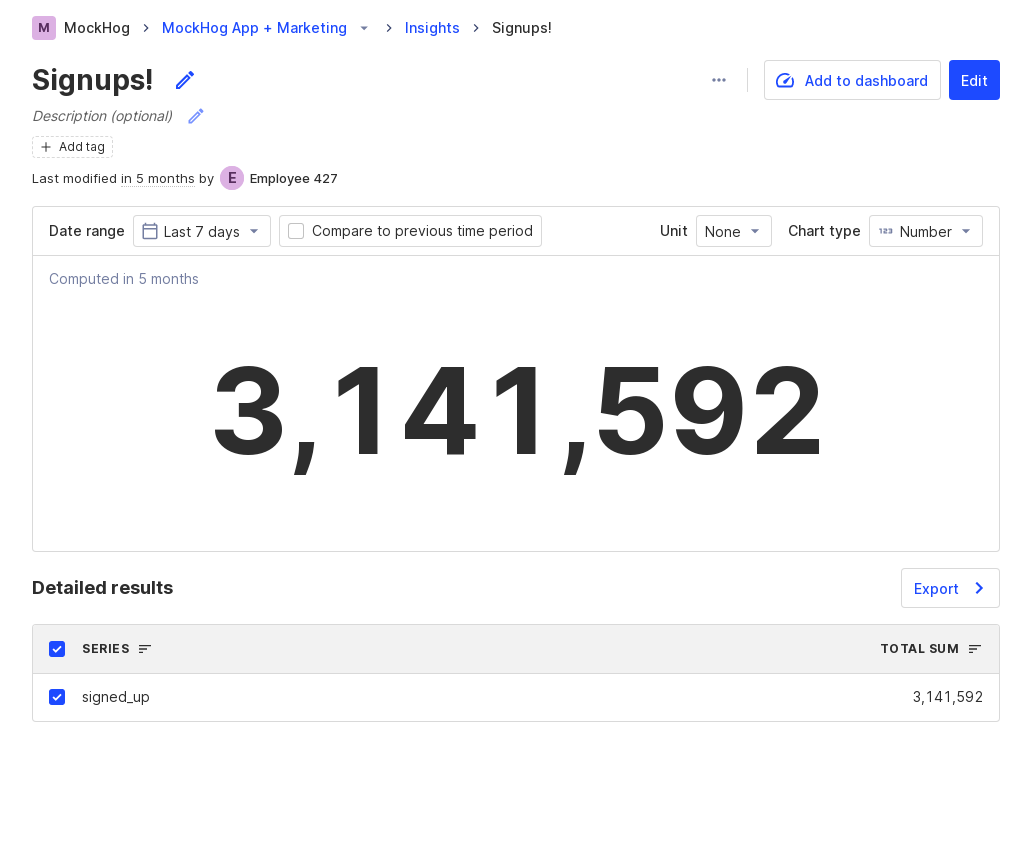 M MockHog MockHog App + Marketing Insights Signups!
Signups! Add to dashboard Edit
Description (optional)
Add tag
Last modified in 5 months by E Employee 427
Date range Last 7 days Compare to previous time period Unit None Chart type 123 Number
Computed in 5 months
3,141,592
Detailed results Export
SERIES TOTAL SUM
signed_up 3,141,592